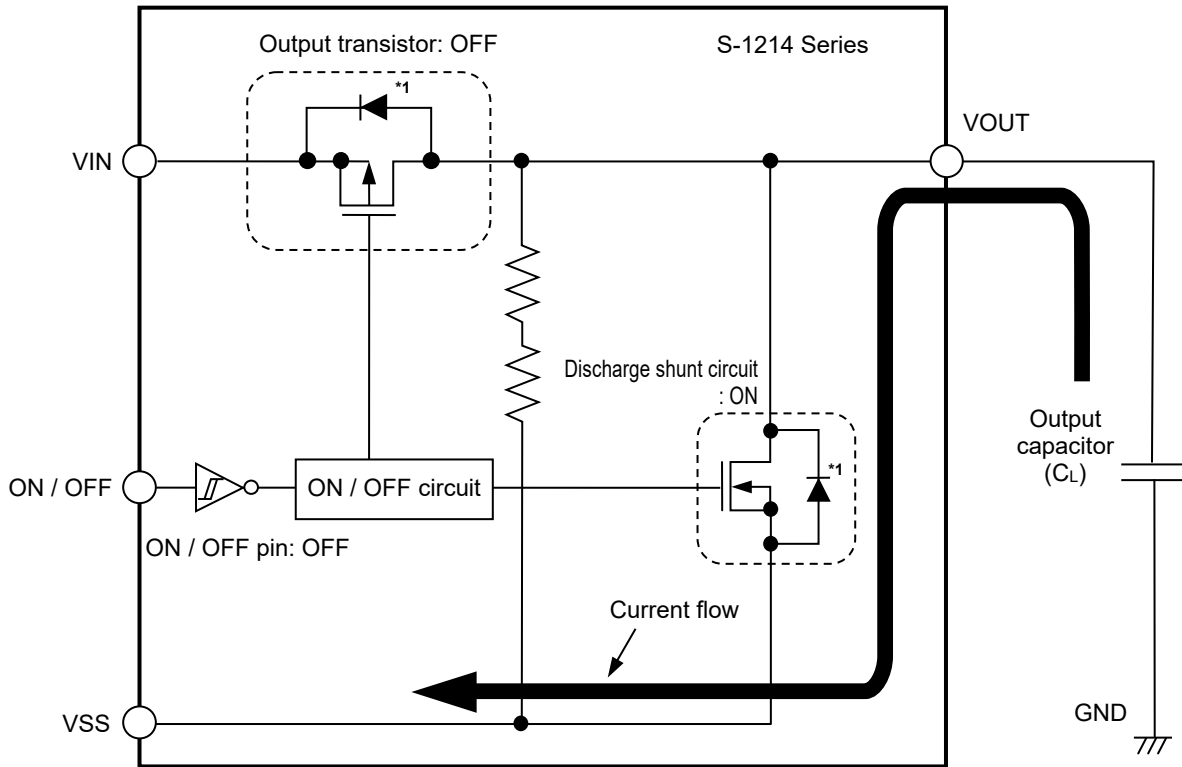 Output transistor: OFF
S-1214 Series
*1
VOUT
VIN
Discharge shunt circuit
: ON
*1
Output
capacitor
(CL)
ON / OFF
ON / OFF circuit
ON / OFF pin: OFF
Current flow
VSS
GND